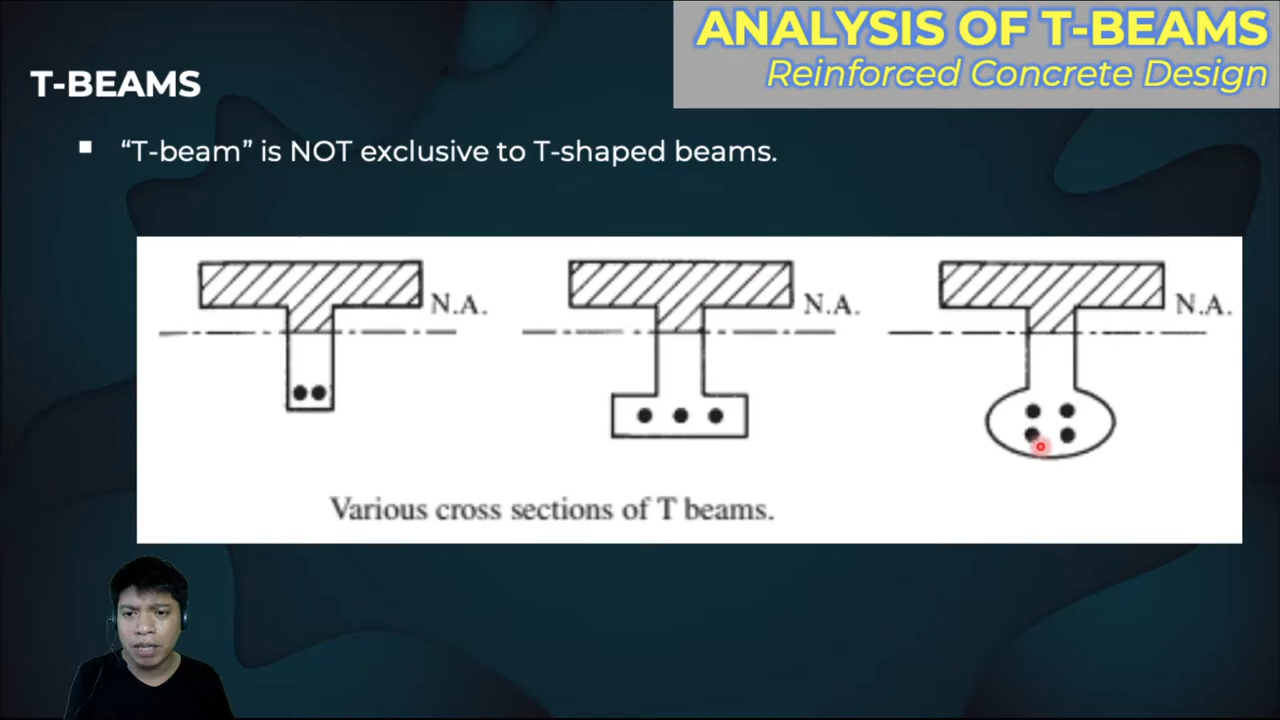 ANALYSIS OF T-BEAMS
Reinforced Concrete Design
T-BEAMS
“T-beam” is NOT exclusive to T-shaped beams.
N.A.
N.A.
N.A.
Various cross sections of T beams.